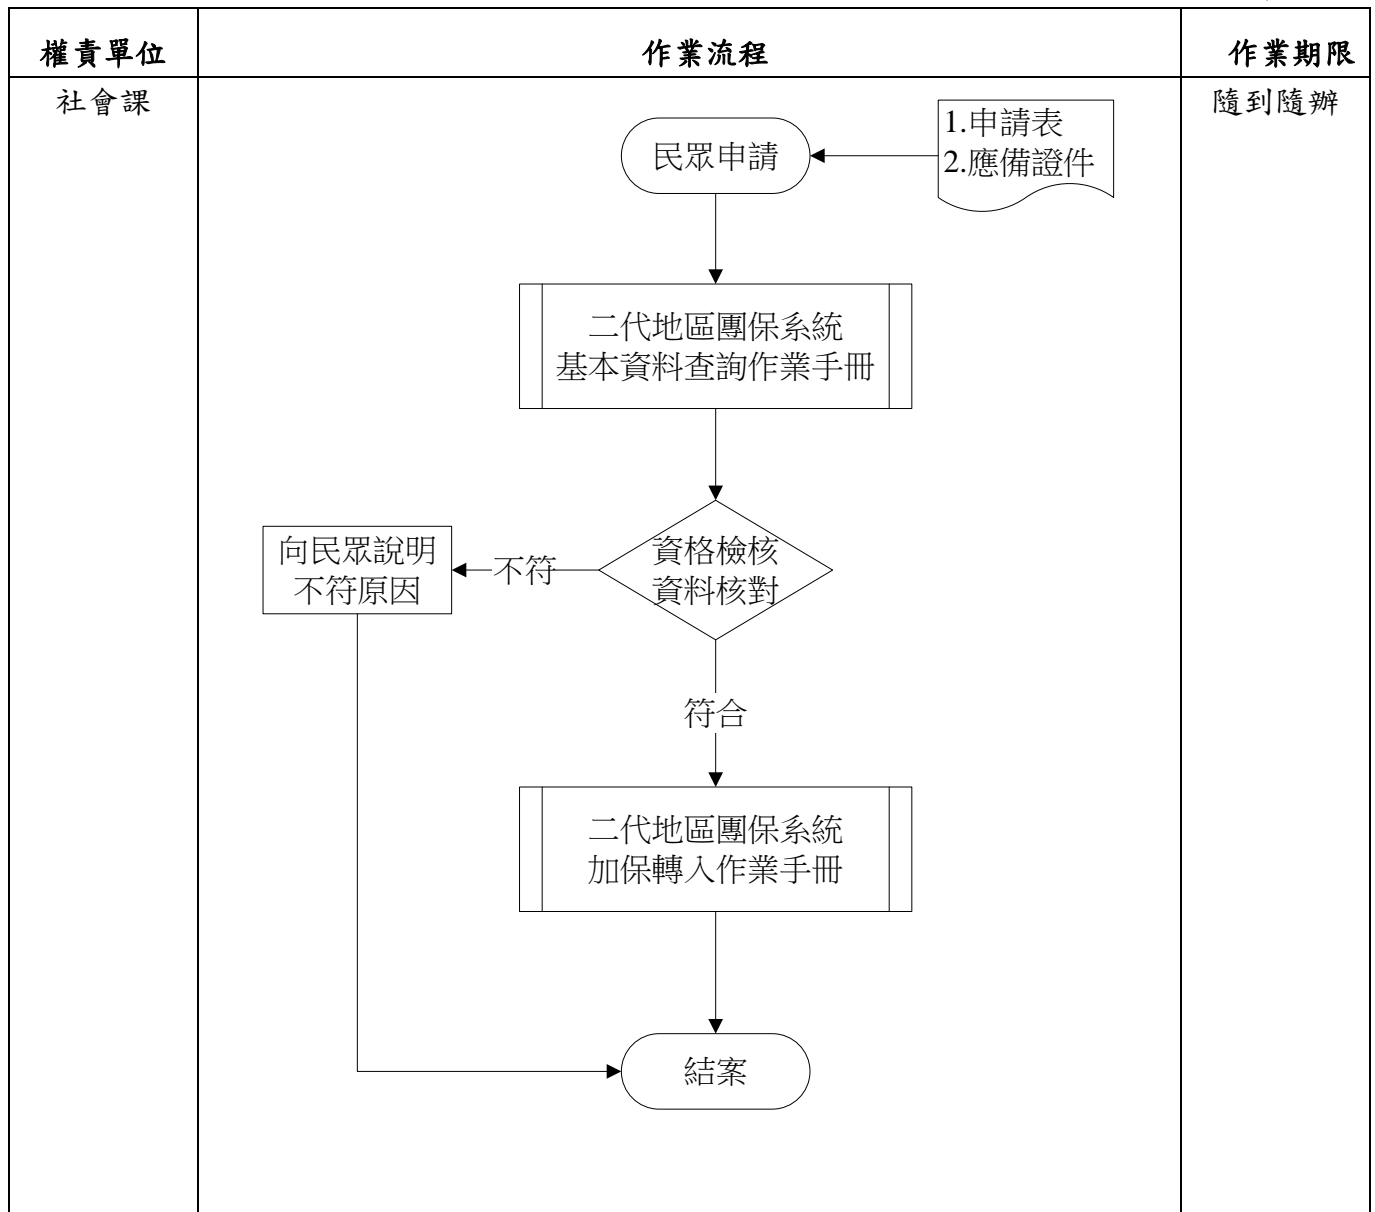 權責單位
作業流程
作業期限
社會課
隨到隨辦
民眾申請
1.申請表
2.應備證件
二代地區團保系統
基本資料查詢作業手冊
資格檢核
資料核對
不符
向民眾說明
不符原因
符合
二代地區團保系統
加保轉入作業手冊
結案